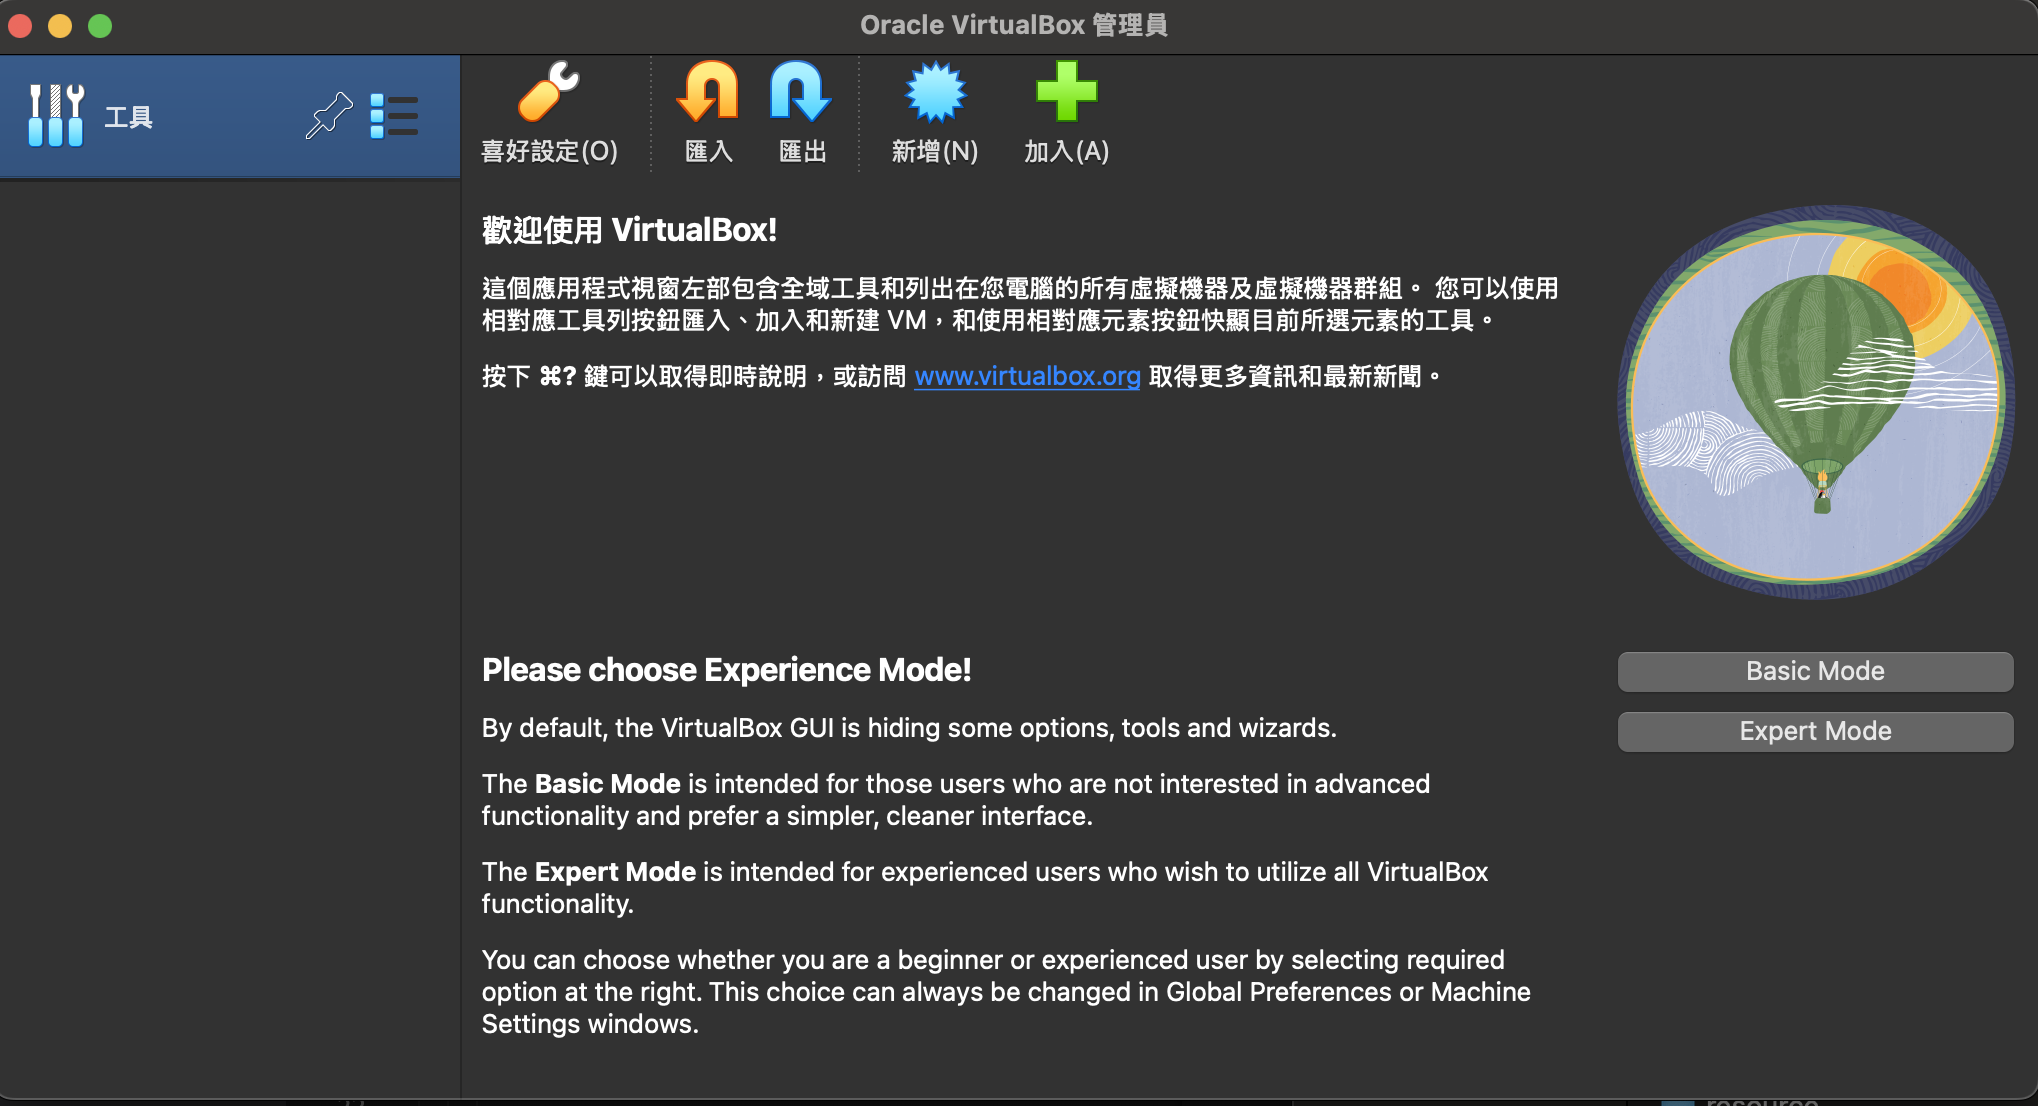 Oracle VirtualBox 管理員
工具
喜好設定(O)
匯入
匯出
新增(N)
加入(A)
歡迎使用 VirtualBox!
這個應用程式視窗左部包含全域工具和列出在您電腦的所有虛擬機器及虛擬機器群組。 您可以使用
相對應工具列按鈕匯入、加入和新建 VM，和使用相對應元素按鈕快顯目前所選元素的工具。
按下 ⌘? 鍵可以取得即時說明，或訪問 www.virtualbox.org 取得更多資訊和最新新聞。
Please choose Experience Mode!
Basic Mode
By default, the VirtualBox GUI is hiding some options, tools and wizards.
Expert Mode
The Basic Mode is intended for those users who are not interested in advanced
functionality and prefer a simpler, cleaner interface.
The Expert Mode is intended for experienced users who wish to utilize all VirtualBox
functionality.
You can choose whether you are a beginner or experienced user by selecting required
option at the right. This choice can always be changed in Global Preferences or Machine
Settings windows.